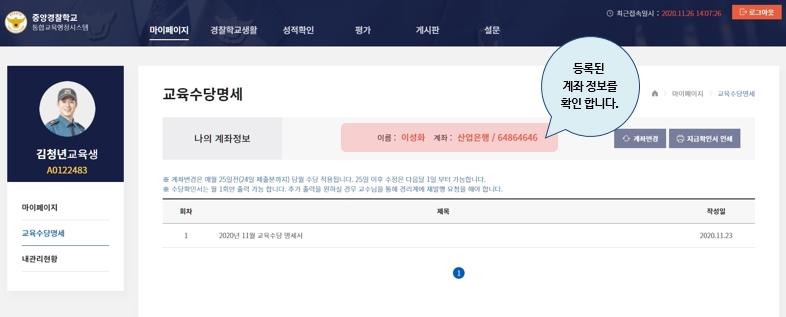 중앙경찰학교
통합교육행정시스템
최근접속일시 : 2020.11.26 14:07:26
로그아웃
마이페이지 경찰학교생활 성적확인 평가 게시판 설문
등록된
계좌 정보를
확인 합니다.
교육수당명세
마이페이지 > 교육수당명세
나의 계좌정보
이름 : 이성화 계좌 : 산업은행 / 64864646
계좌변경
지급확인서 인쇄
김청년교육생
A0122483
마이페이지
교육수당명세
내관리현황
※ 계좌변경은 매월 25일전(24일 제출분까지) 당월 수당 적용됩니다. 25일 이후 수정은 다음달 1일 부터 가능합니다.
※ 수당확인서는 월 1회만 출력 가능 합니다. 추가 출력을 원하실 경우 교수님을 통해 경리계에 재발행 요청을 해야 합니다.
회차 제목 작성일
1 2020년 11월 교육수당 명세서 2020.11.23
1